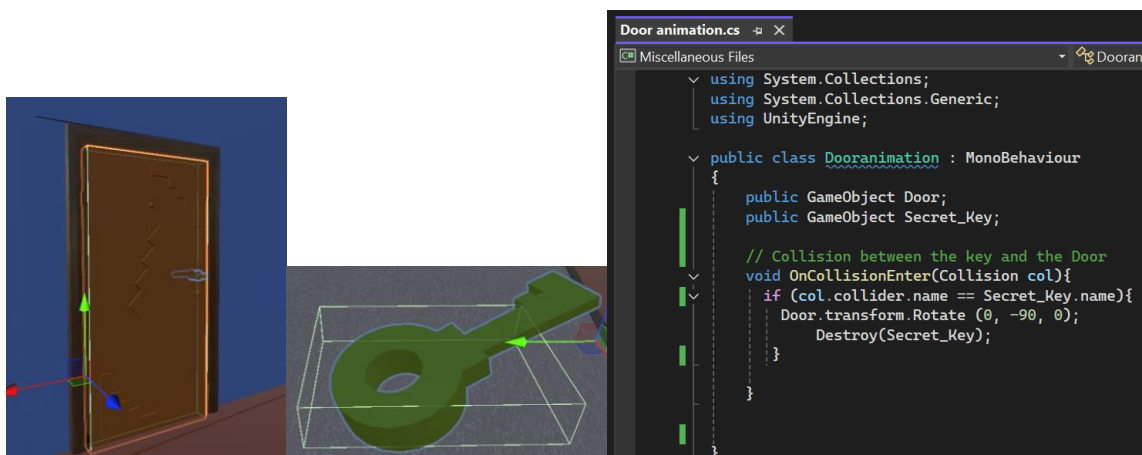 Door animation.cs
Miscellaneous Files
Dooran
using System.Collections;
using System.Collections.Generic;
using UnityEngine;
public class Dooranimation : MonoBehaviour
{
public GameObject Door;
public GameObject Secret_Key;
// Collision between the key and the Door
void OnCollisionEnter(Collision col){
if (col.collider.name == Secret_Key.name){
Door.transform.Rotate (0, -90, 0);
Destroy(Secret_Key);
}
}
}